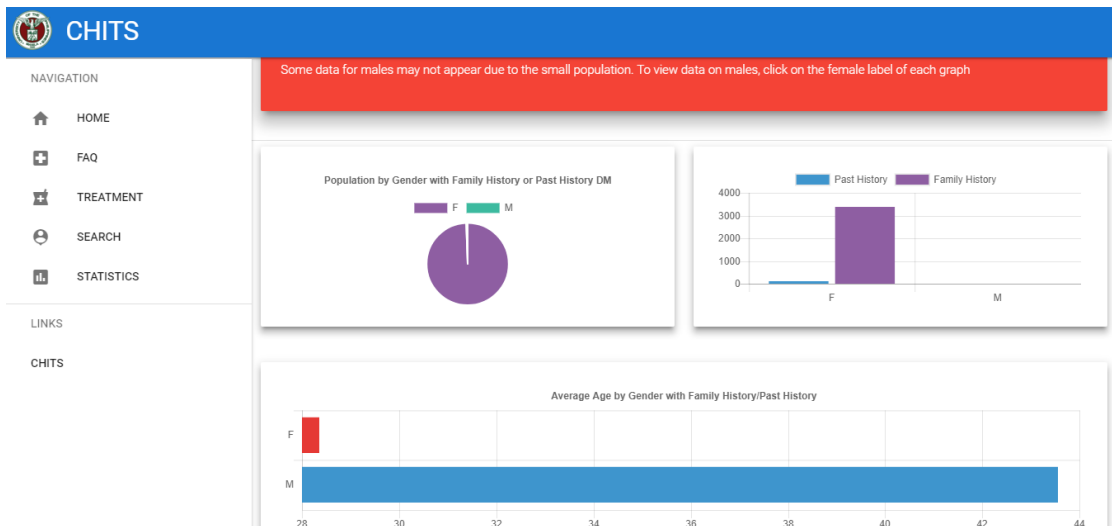 CHITS
NAVIGATION
HOME
FAQ
TREATMENT
SEARCH
STATISTICS
LINKS
CHITS
Some data for males may not appear due to the small population. To view data on males, click on the female label of each graph
Population by Gender with Family History or Past History DM
F M
Past History Family History
4000
3000
2000
1000
0
F M
Average Age by Gender with Family History/Past History
F
M
28 30 32 34 36 38 40 42 44